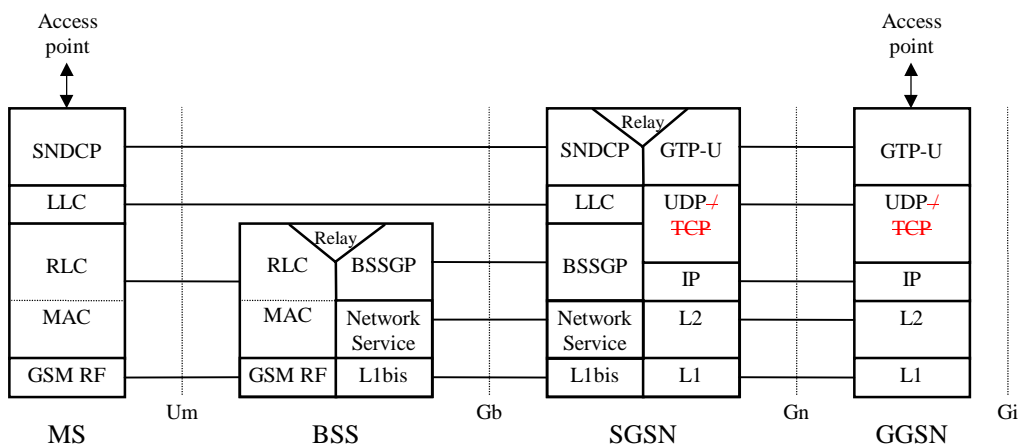 Access
point
Access
point
SNDCP
LLC
RLC
MAC
GSM RF
Relay
RLC
BSSGP
MAC
Network
Service
GSM RF
L1bis
Relay
SNDCP
GTP-U
LLC
UDP /
TCP
BSSGP
IP
Network
Service
L2
L1bis
L1
GTP-U
UDP /
TCP
IP
L2
L1
Um
Gb
Gn
Gi
MS
BSS
SGSN
GGSN